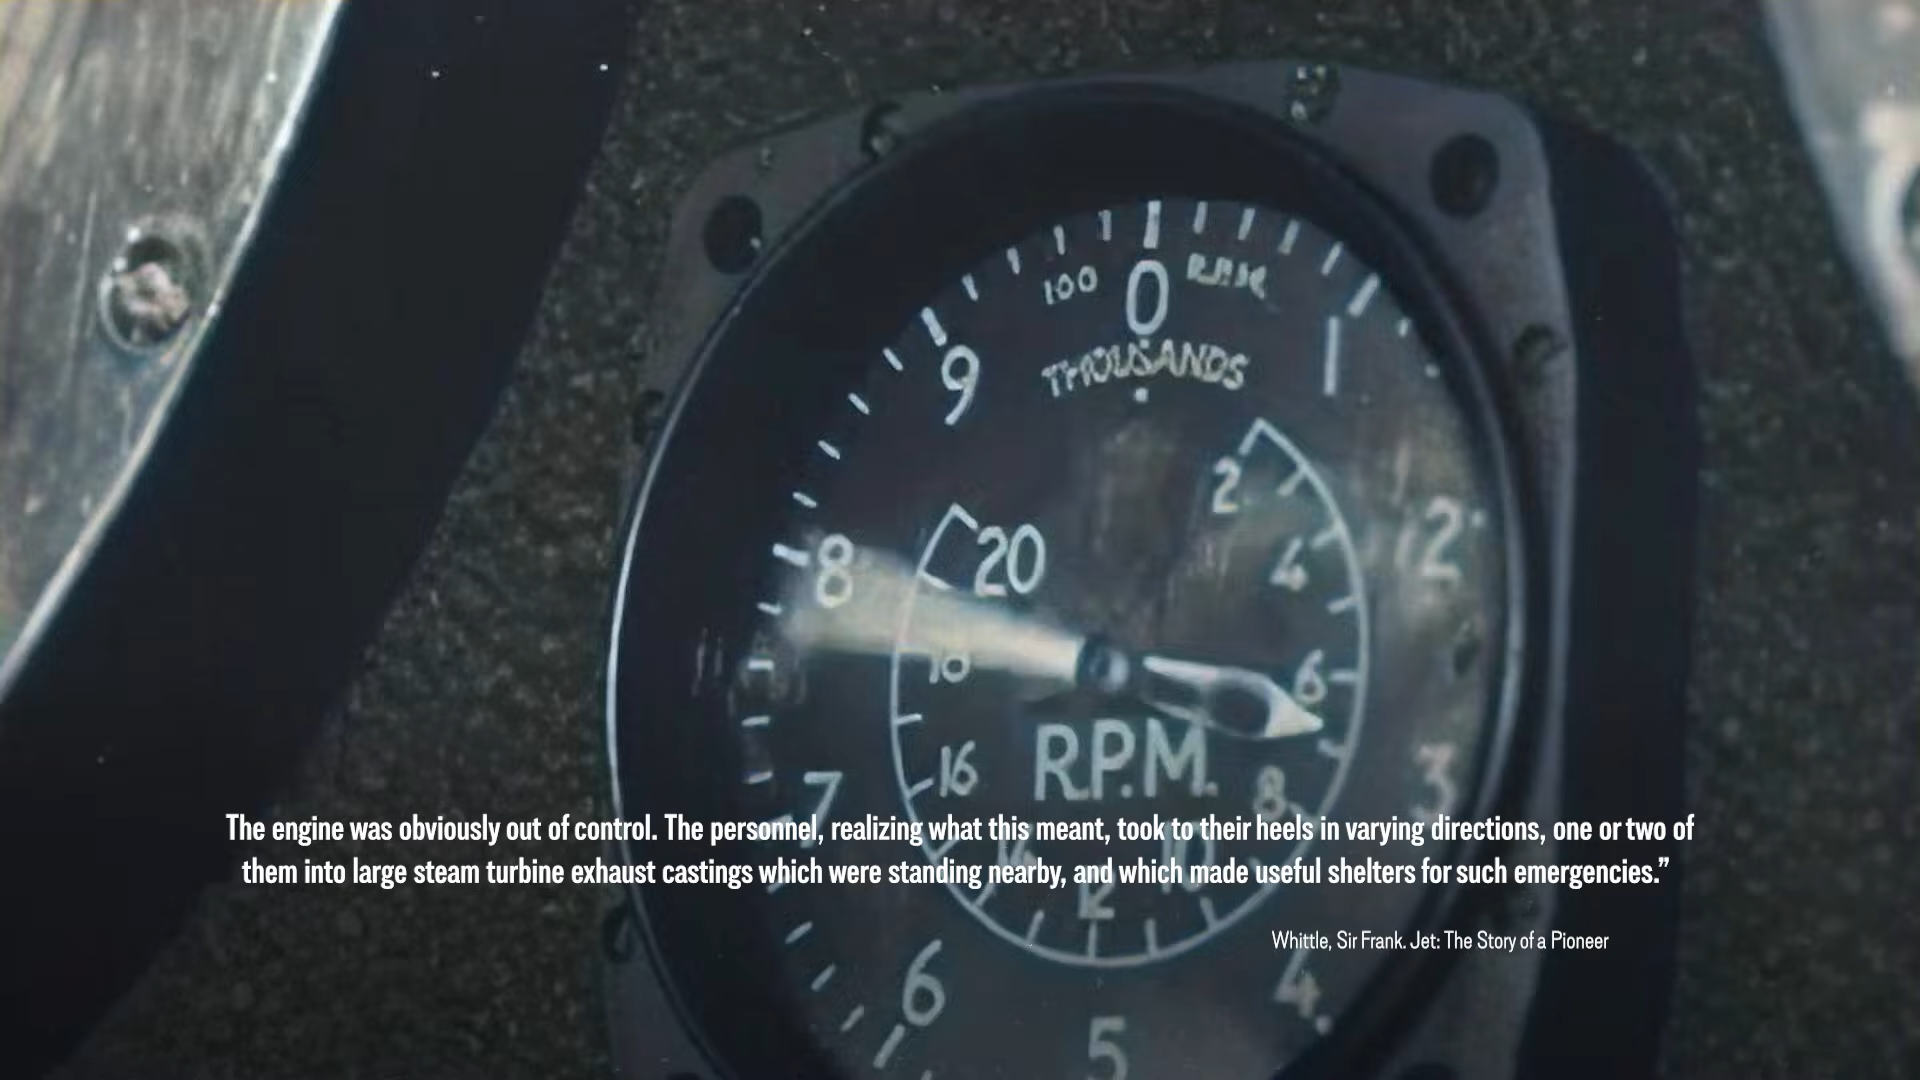 100 0 R.P.M.
THOUSANDS
9 1
2
20
8 4 2
18 6
R.P.M.
16 8 3
7
The engine was obviously out of control. The personnel, realizing what this meant, took to their heels in varying directions, one or two of
them into large steam turbine exhaust castings which were standing nearby, and which made useful shelters for such emergencies.”
14 10
12
Whittle, Sir Frank. Jet: The Story of a Pioneer
6 4
5